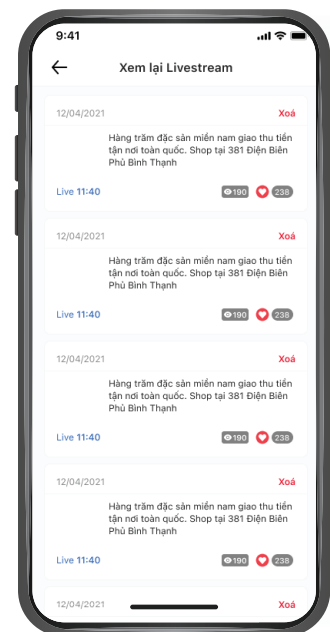 9:41
Xem lại Livestream
12/04/2021 Xoá
Hàng trăm đặc sản miền nam giao thu tiền
tận nơi toàn quốc. Shop tại 381 Điện Biên
Phủ Bình Thạnh
Live 11:40 190 238
12/04/2021 Xoá
Hàng trăm đặc sản miền nam giao thu tiền
tận nơi toàn quốc. Shop tại 381 Điện Biên
Phủ Bình Thạnh
Live 11:40 190 238
12/04/2021 Xoá
Hàng trăm đặc sản miền nam giao thu tiền
tận nơi toàn quốc. Shop tại 381 Điện Biên
Phủ Bình Thạnh
Live 11:40 190 238
12/04/2021 Xoá
Hàng trăm đặc sản miền nam giao thu tiền
tận nơi toàn quốc. Shop tại 381 Điện Biên
Phủ Bình Thạnh
Live 11:40 190 238
12/04/2021 Xoá